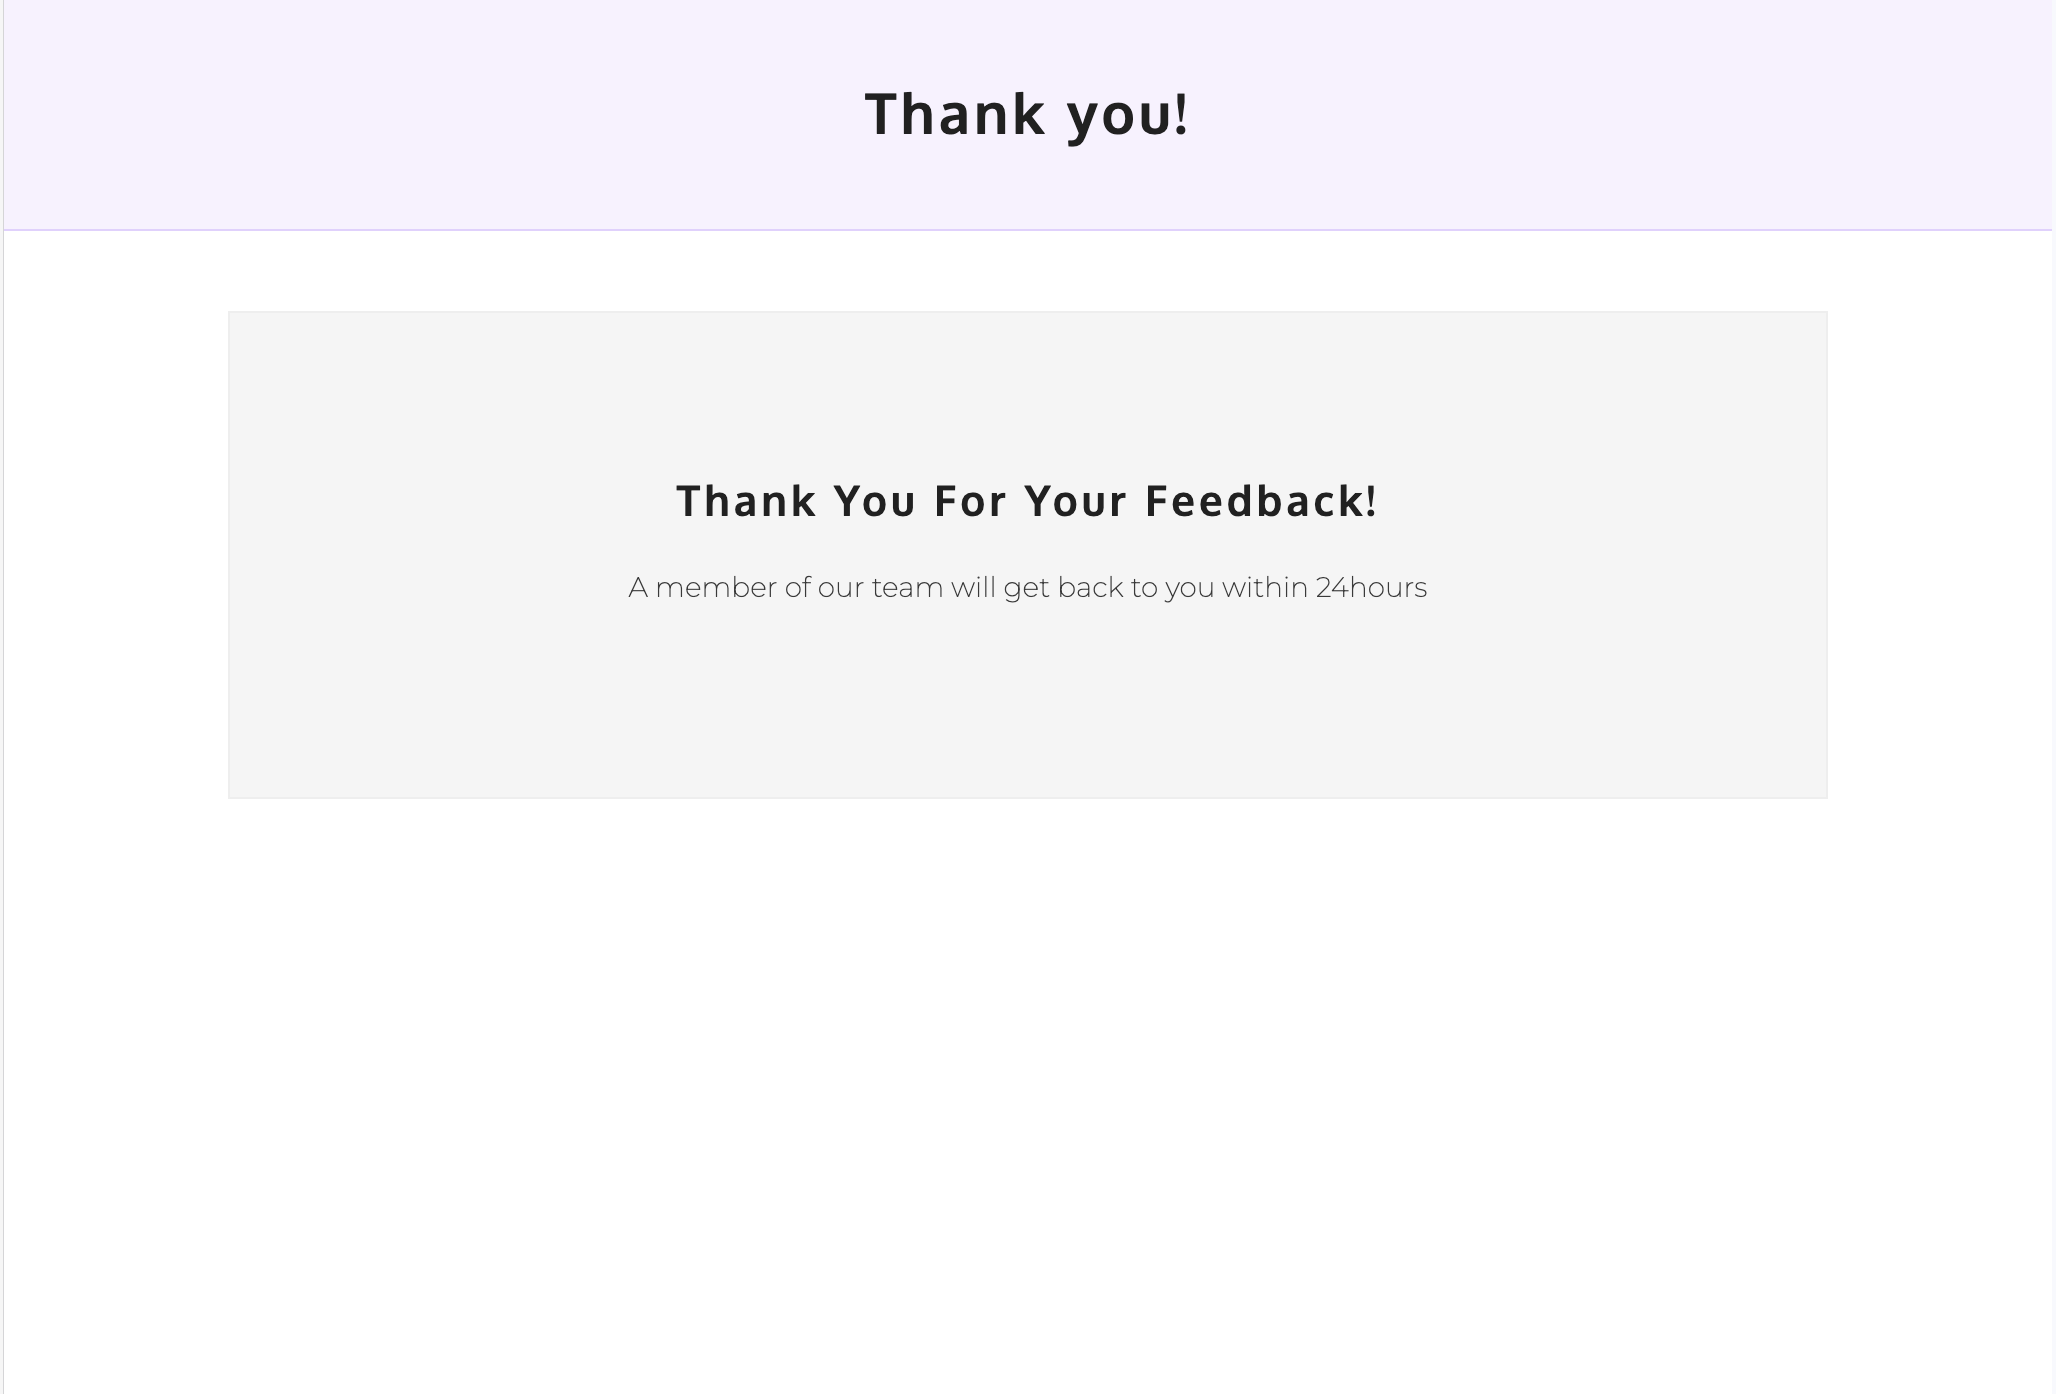 Thank you!
Thank You For Your Feedback!
A member of our team will get back to you within 24hours